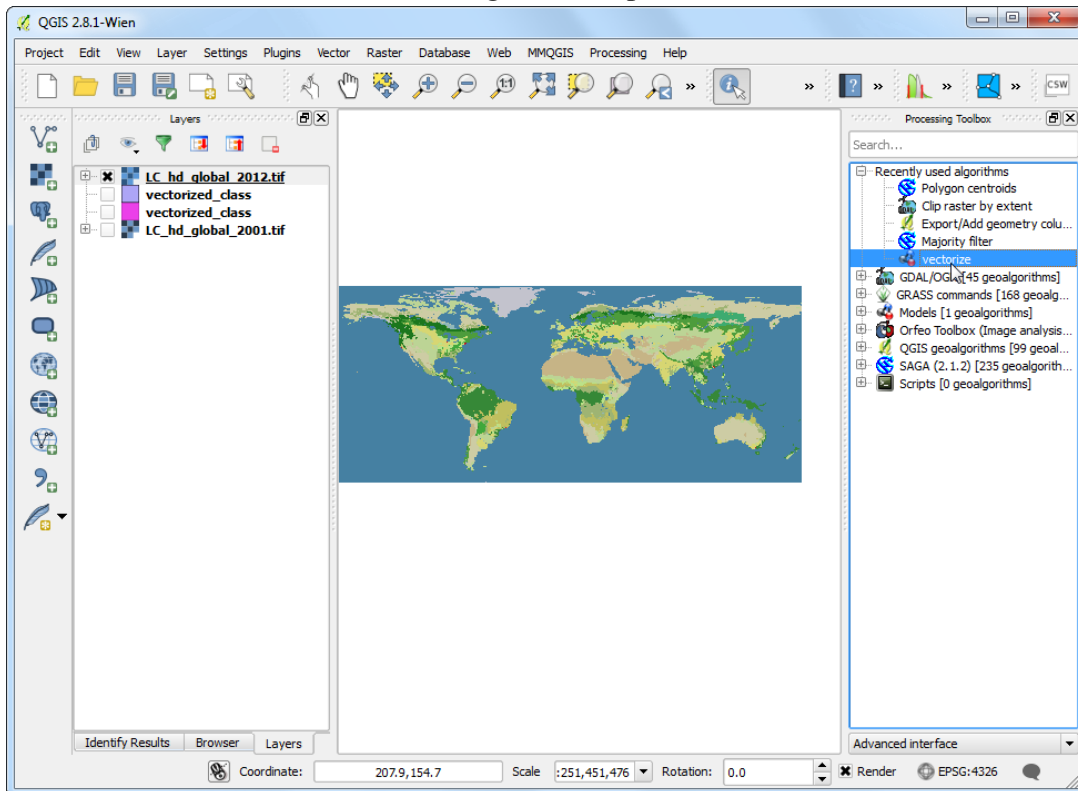 QGIS 2.8.1-Wien
Project Edit View Layer Settings Plugins Vector Raster Database Web MMQGIS Processing Help
1:1
» » ? » » » CSW
Layers
LC_hd_global_2012.tif
vectorized_class
vectorized_class
LC_hd_global_2001.tif
Processing Toolbox
Search...
Recently used algorithms
Polygon centroids
Clip raster by extent
Export/Add geometry colu...
Majority filter
vectorize
GDAL/OGR [45 geoalgorithms]
GRASS commands [168 geoalg...
Models [1 geoalgorithms]
Orfeo Toolbox (Image analysis...
QGIS geoalgorithms [99 geoal...
SAGA (2.1.2) [235 geoalgorith...
Scripts [0 geoalgorithms]
Identify Results Browser Layers
Advanced interface
Coordinate: 207.9,154.7 Scale :251,451,476 Rotation: 0.0 Render EPSG:4326